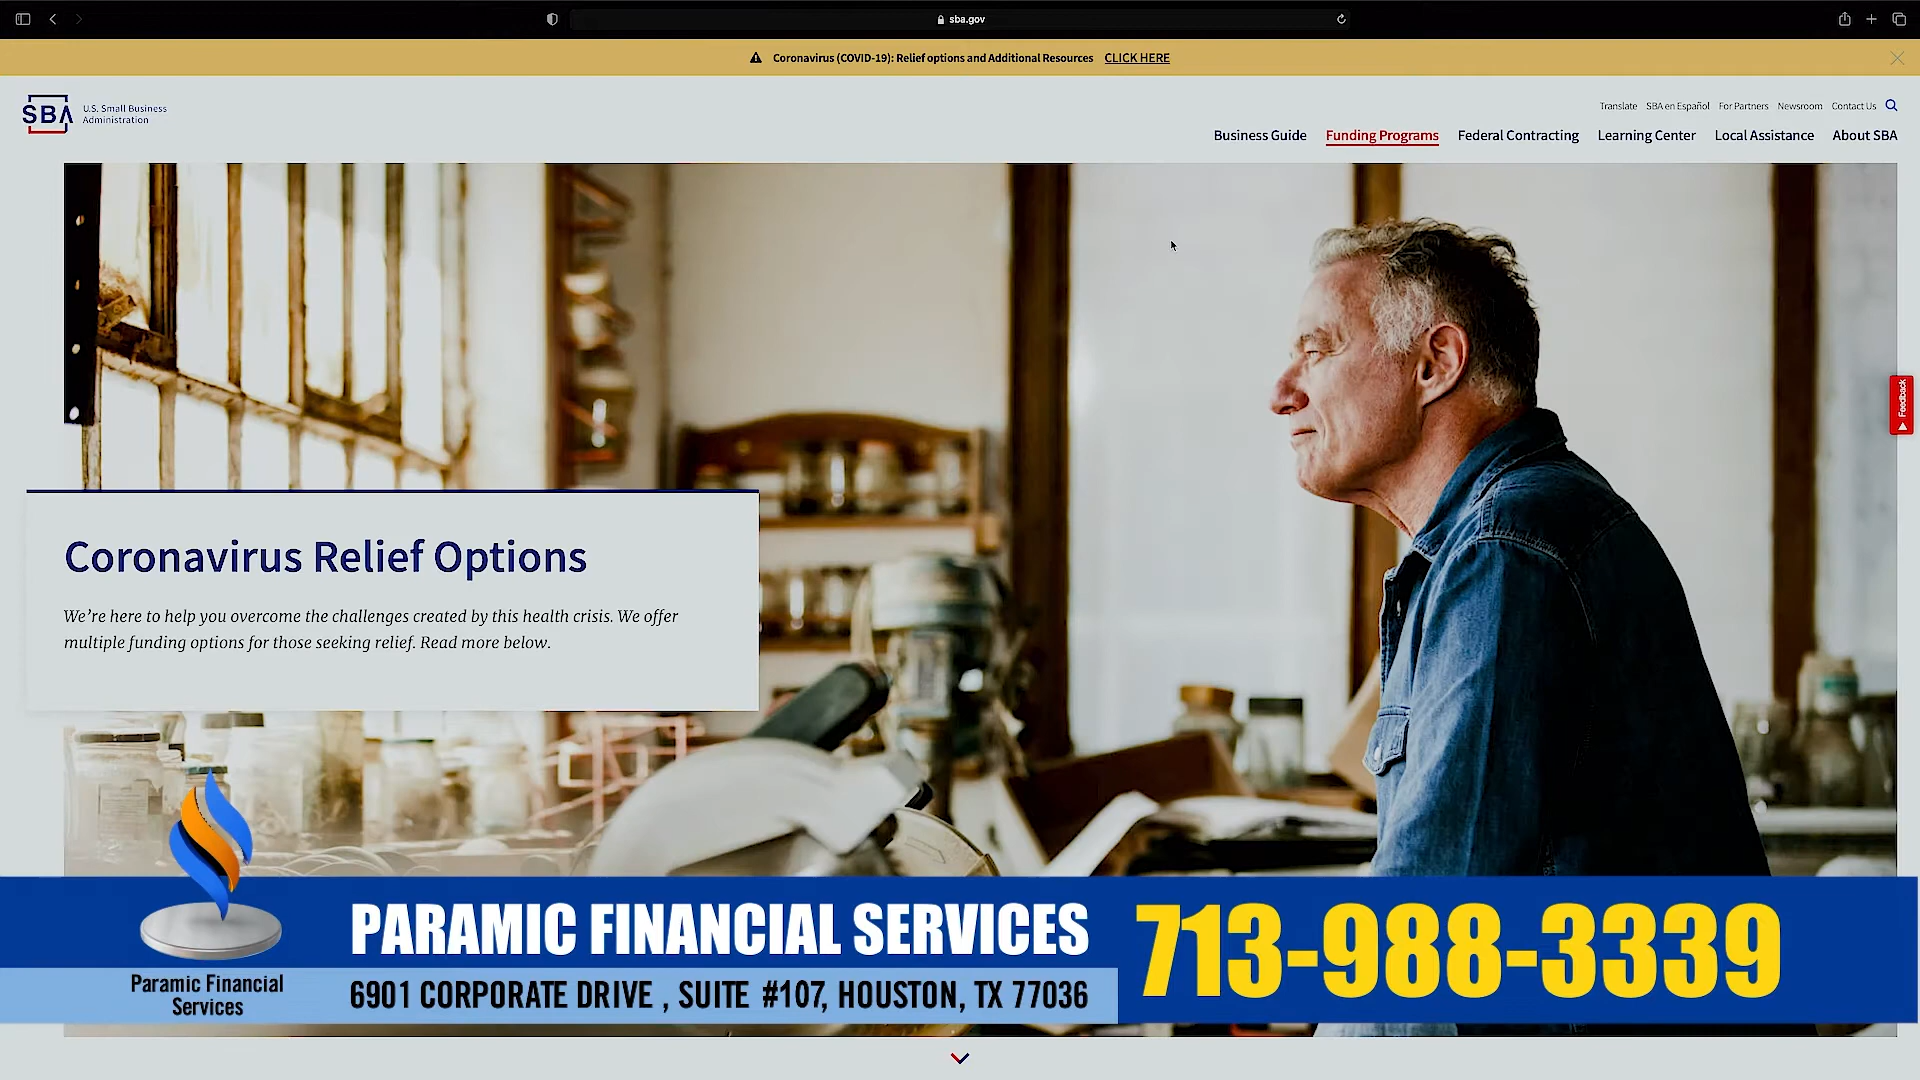 sba.gov
Coronavirus (COVID-19): Relief options and Additional Resources CLICK HERE
SBA
U.S. Small Business
Administration
Translate SBA en Español For Partners Newsroom Contact Us
Business Guide Funding Programs Federal Contracting Learning Center Local Assistance About SBA
Feedback
Coronavirus Relief Options
We’re here to help you overcome the challenges created by this health crisis. We offer
multiple funding options for those seeking relief. Read more below.
PARAMIC FINANCIAL SERVICES
713-988-3339
6901 CORPORATE DRIVE , SUITE #107, HOUSTON, TX 77036
Paramic Financial
Services